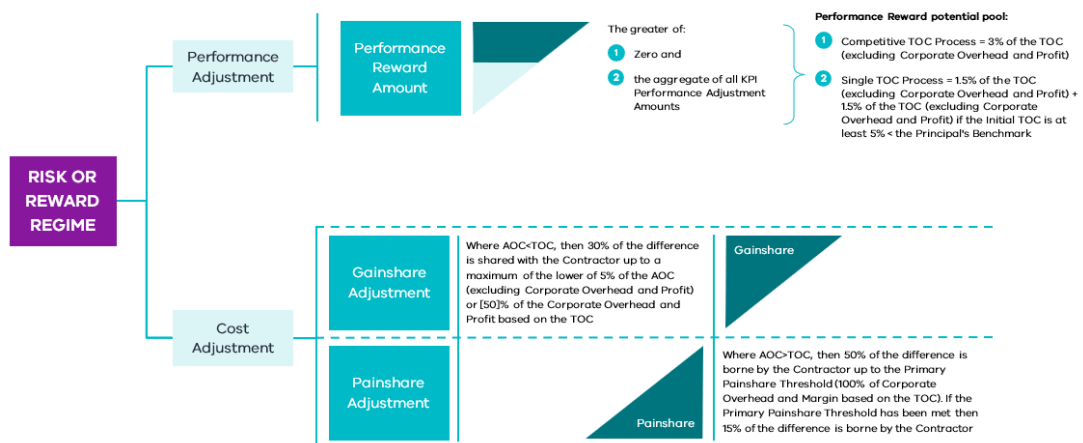 RISK OR
REWARD
REGIME
Performance
Adjustment
Performance
Reward
Amount
The greater of:
1 Zero and
2 the aggregate of all KPI
Performance Adjustment
Amounts
Performance Reward potential pool:
1 Competitive TOC Process = 3% of the TOC
(excluding Corporate Overhead and Profit)
2 Single TOC Process = 1.5% of the TOC
(excluding Corporate Overhead and Profit) +
1.5% of the TOC (excluding Corporate
Overhead and Profit) if the Initial TOC is at
least 5% < the Principal's Benchmark
Cost
Adjustment
Gainshare
Adjustment
Where AOC<TOC, then 30% of the difference
is shared with the Contractor up to a
maximum of the lower of 5% of the AOC
(excluding Corporate Overhead and Profit)
or [50]% of the Corporate Overhead and
Profit based on the TOC
Gainshare
Painshare
Adjustment
Painshare
Where AOC>TOC, then 50% of the difference is
borne by the Contractor up to the Primary
Painshare Threshold (100% of Corporate
Overhead and Margin based on the TOC). If the
Primary Painshare Threshold has been met then
15% of the difference is borne by the Contractor